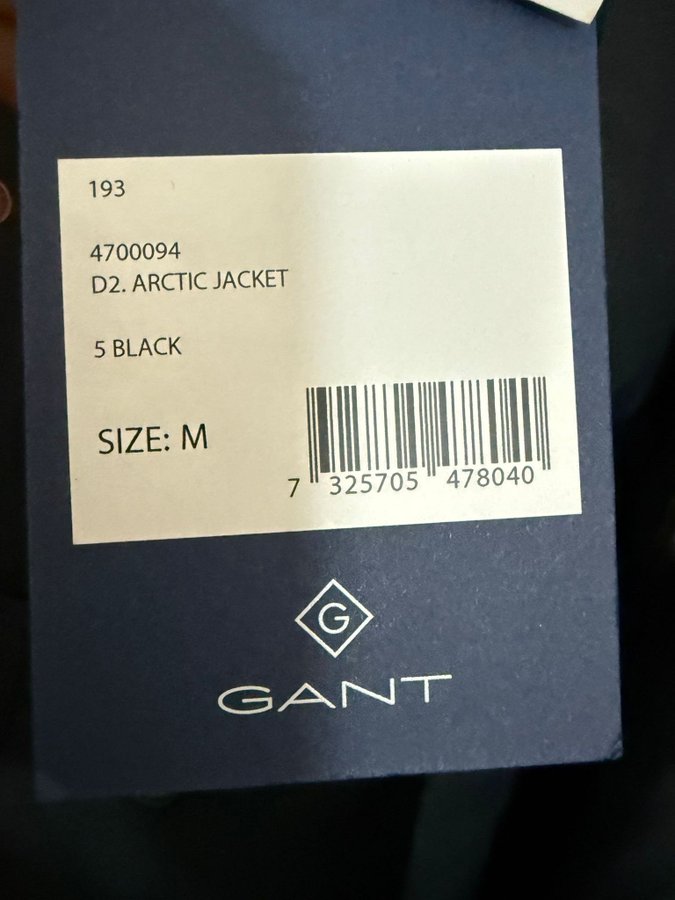 193
4700094
D2. ARCTIC JACKET
5 BLACK
SIZE: M
7 325705 478040
G
GANT